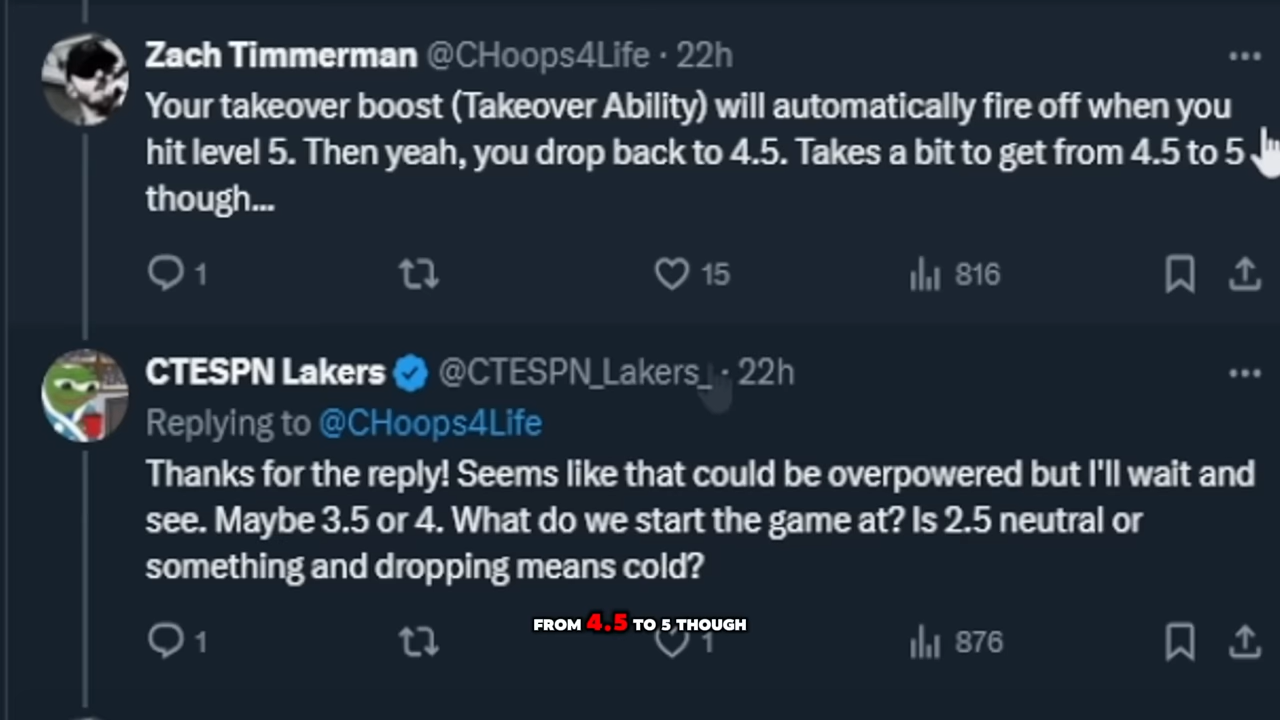 Zach Timmerman @CHoops4Life · 22h
Your takeover boost (Takeover Ability) will automatically fire off when you
hit level 5. Then yeah, you drop back to 4.5. Takes a bit to get from 4.5 to 5
though...
1 15 816
CTESPN Lakers @CTESPN_Lakers_ · 22h
Replying to @CHoops4Life
Thanks for the reply! Seems like that could be overpowered but I'll wait and
see. Maybe 3.5 or 4. What do we start the game at? Is 2.5 neutral or
something and dropping means cold?
FROM 4.5 TO 5 THOUGH
1 1 876